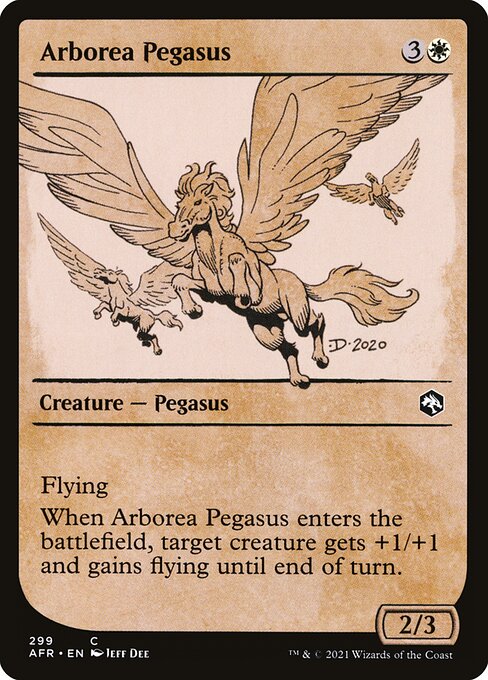 Arborea Pegasus 3
·D·2020
Creature — Pegasus
Flying
When Arborea Pegasus enters the
battlefield, target creature gets +1/+1
and gains flying until end of turn.
2/3
299 C
AFR • EN Jeff Dee
™ & © 2021 Wizards of the Coast